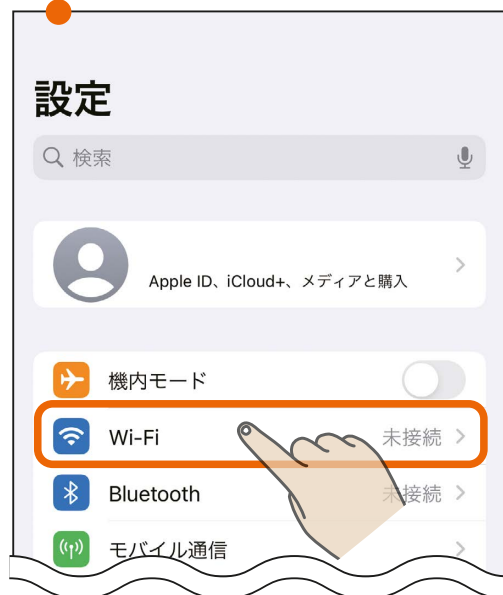 設定
検索
Apple ID、iCloud+、メディアと購入
機内モード
Wi-Fi 未接続
Bluetooth 未接続
モバイル通信